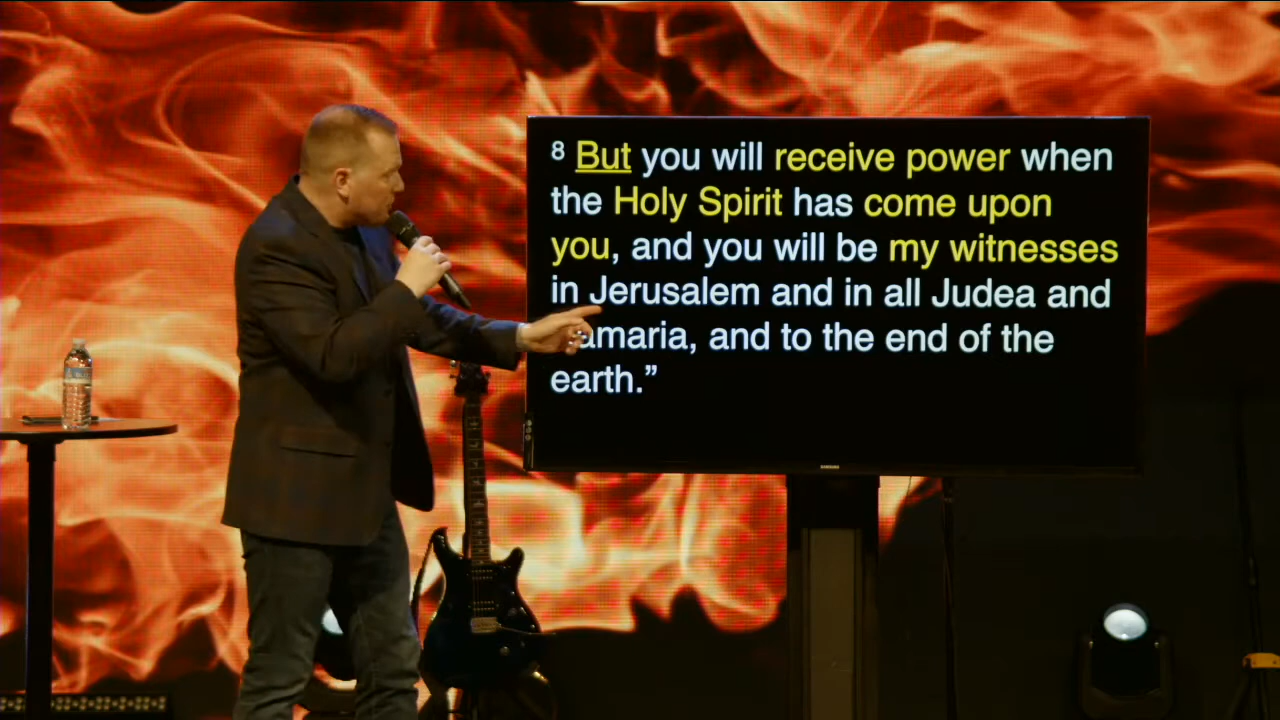 8 But you will receive power when
the Holy Spirit has come upon
you, and you will be my witnesses
in Jerusalem and in all Judea and
amaria, and to the end of the
earth.”
SAMSUNG